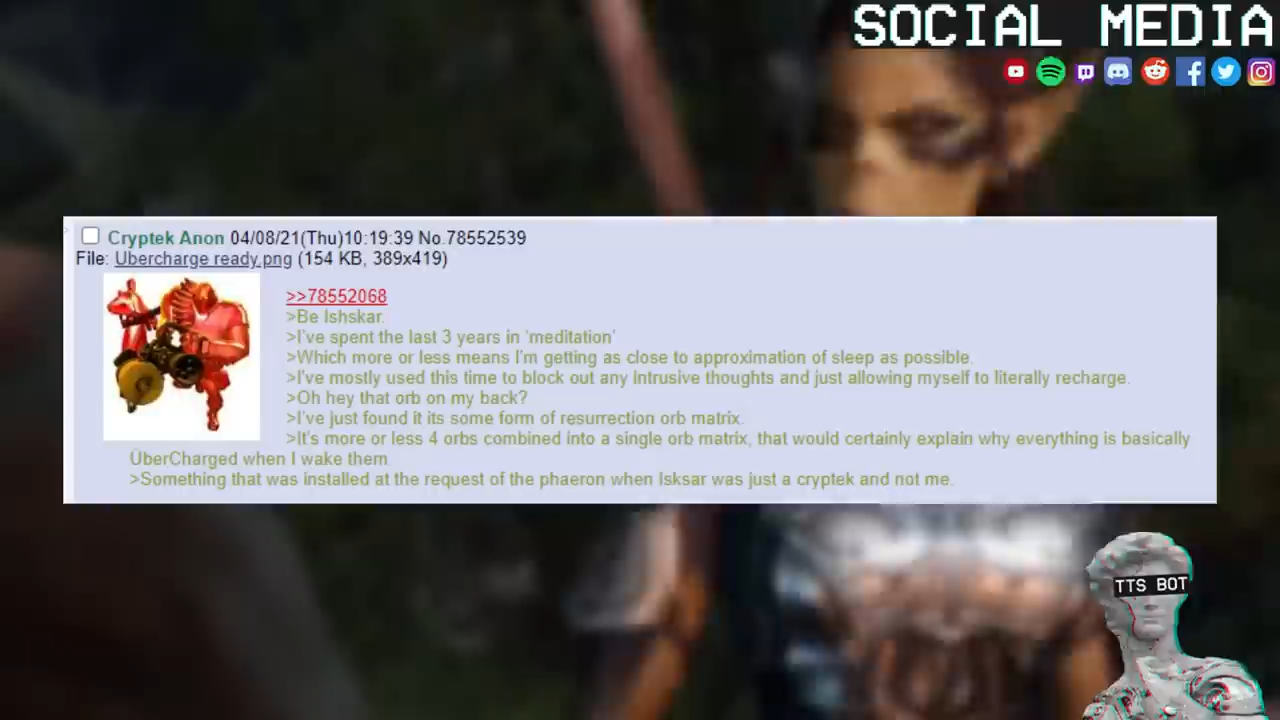 SOCIAL MEDIA
Cryptek Anon 04/08/21(Thu)10:19:39 No.78552539
File: Ubercharge ready.png (154 KB, 389x419)
>>78552068
>Be Ishskar.
>I've spent the last 3 years in 'meditation'
>Which more or less means I'm getting as close to approximation of sleep as possible.
>I've mostly used this time to block out any intrusive thoughts and just allowing myself to literally recharge.
>Oh hey that orb on my back?
>I've just found it its some form of resurrection orb matrix.
>It's more or less 4 orbs combined into a single orb matrix, that would certainly explain why everything is basically
ÜberCharged when I wake them
>Something that was installed at the request of the phaeron when Isksar was just a cryptek and not me.
TTS BOT